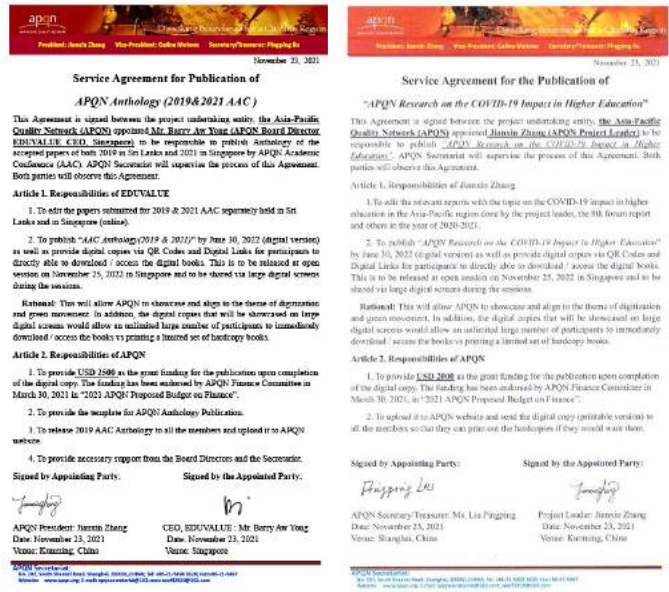 apqn
Dissolving Boundaries for a Quality Region
President: Jianxin Zhang Vice-President: Galina Motova Secretary/Treasurer: Pingping Liu
November 23, 2021
Service Agreement for Publication of
APQN Anthology (2019&2021 AAC )
This Agreement is signed between the project undertaking entity, the Asia-Pacific
Quality Network (APQN) appointed Mr. Barry Aw Yong (APQN Board Director
EDUVALUE CEO, Singapore) to be responsible to publish Anthology of the
accepted papers of both 2019 in Sri Lanka and 2021 in Singapore by APQN Academic
Conference (AAC). APQN Secretariat will supervise the process of this Agreement.
Both parties will observe this Agreement.
Article 1. Responsibilities of EDUVALUE
1. To edit the papers submitted for 2019 & 2021 AAC separately held in Sri
Lanka and in Singapore (online).
2. To publish "AAC Anthology(2019 & 2021)" by June 30, 2022 (digital version)
as well as provide digital copies via QR Codes and Digital Links for participants to
directly able to download / access the digital books. This is to be released at open
session on November 25, 2022 in Singapore and to be shared via large digital screens
during the sessions.
Rational: This will allow APQN to showcase and align to the theme of digitization
and green movement. In addition, the digital copies that will be showcased on large
digital screens would allow an unlimited large number of participants to immediately
download / access the books vs printing a limited set of hardcopy books.
Article 2. Responsibilities of APQN
1. To provide USD 2500 as the grant funding for the publication upon completion
of the digital copy. The funding has been endorsed by APQN Finance Committee in
March 30, 2021 in "2021 APQN Proposed Budget on Finance".
2. To provide the template for APQN Anthology Publication.
3. To release 2019 AAC Anthology to all the members and upload it to APQN
website.
4. To provide necessary support from the Board Directors and the Secretariat.
Signed by Appointing Party: Signed by the Appointed Party:
APQN President: Jianxin Zhang CEO, EDUVALUE : Mr. Barry Aw Yong
Date: November 23, 2021 Date: November 23, 2021
Venue: Kunming, China Venue: Singapore
APQN Secretariat:
apqn
Dissolving Boundaries for a Quality Region
President: Jianxin Zhang Vice-President: Galina Motova Secretary/Treasurer: Pingping Liu
November 23, 2021
Service Agreement for the Publication of
"APQN Research on the COVID-19 Impact in Higher Education"
This Agreement is signed between the project undertaking entity, the Asia-Pacific
Quality Network (APQN) appointed Jianxin Zhang (APQN Project Leader) to be
responsible to publish "APQN Research on the COVID-19 Impact in Higher
Education". APQN Secretariat will supervise the process of this Agreement. Both
parties will observe this Agreement.
Article 1. Responsibilities of Jianxin Zhang
1. To edit the relevant reports with the topic on the COVID-19 impact in higher
education in the Asia-Pacific region done by the project leader, the 8th forum report
and others in the year of 2020-2021.
2. To publish "APQN Research on the COVID-19 Impact in Higher Education"
by June 30, 2022 (digital version) as well as provide digital copies via QR Codes and
Digital Links for participants to directly able to download / access the digital books.
This is to be released at open session on November 25, 2022 in Singapore and to be
shared via large digital screens during the sessions.
Rational: This will allow APQN to showcase and align to the theme of digitization
and green movement. In addition, the digital copies that will be showcased on large
digital screens would allow an unlimited large number of participants to immediately
download / access the books vs printing a limited set of hardcopy books.
Article 2. Responsibilities of APQN
1. To provide USD 2000 as the grant funding for the publication upon completion
of the digital copy. The funding has been endorsed by APQN Finance Committee in
March 30, 2021, in "2021 APQN Proposed Budget on Finance".
2. To upload it to APQN website and send the digital copy (printable version) to
all the members so that they can print out the hardcopies if they would want them.
Signed by Appointing Party: Signed by the Appointed Party:
Pingping Liu
APQN Secretary/Treasurer: Ms. Liu Pingping Project Leader: Jianxin Zhang
Date: November 23, 2021 Date: November 23, 2021
Venue: Shanghai, China Venue: Kunming, China
APQN Secretariat: